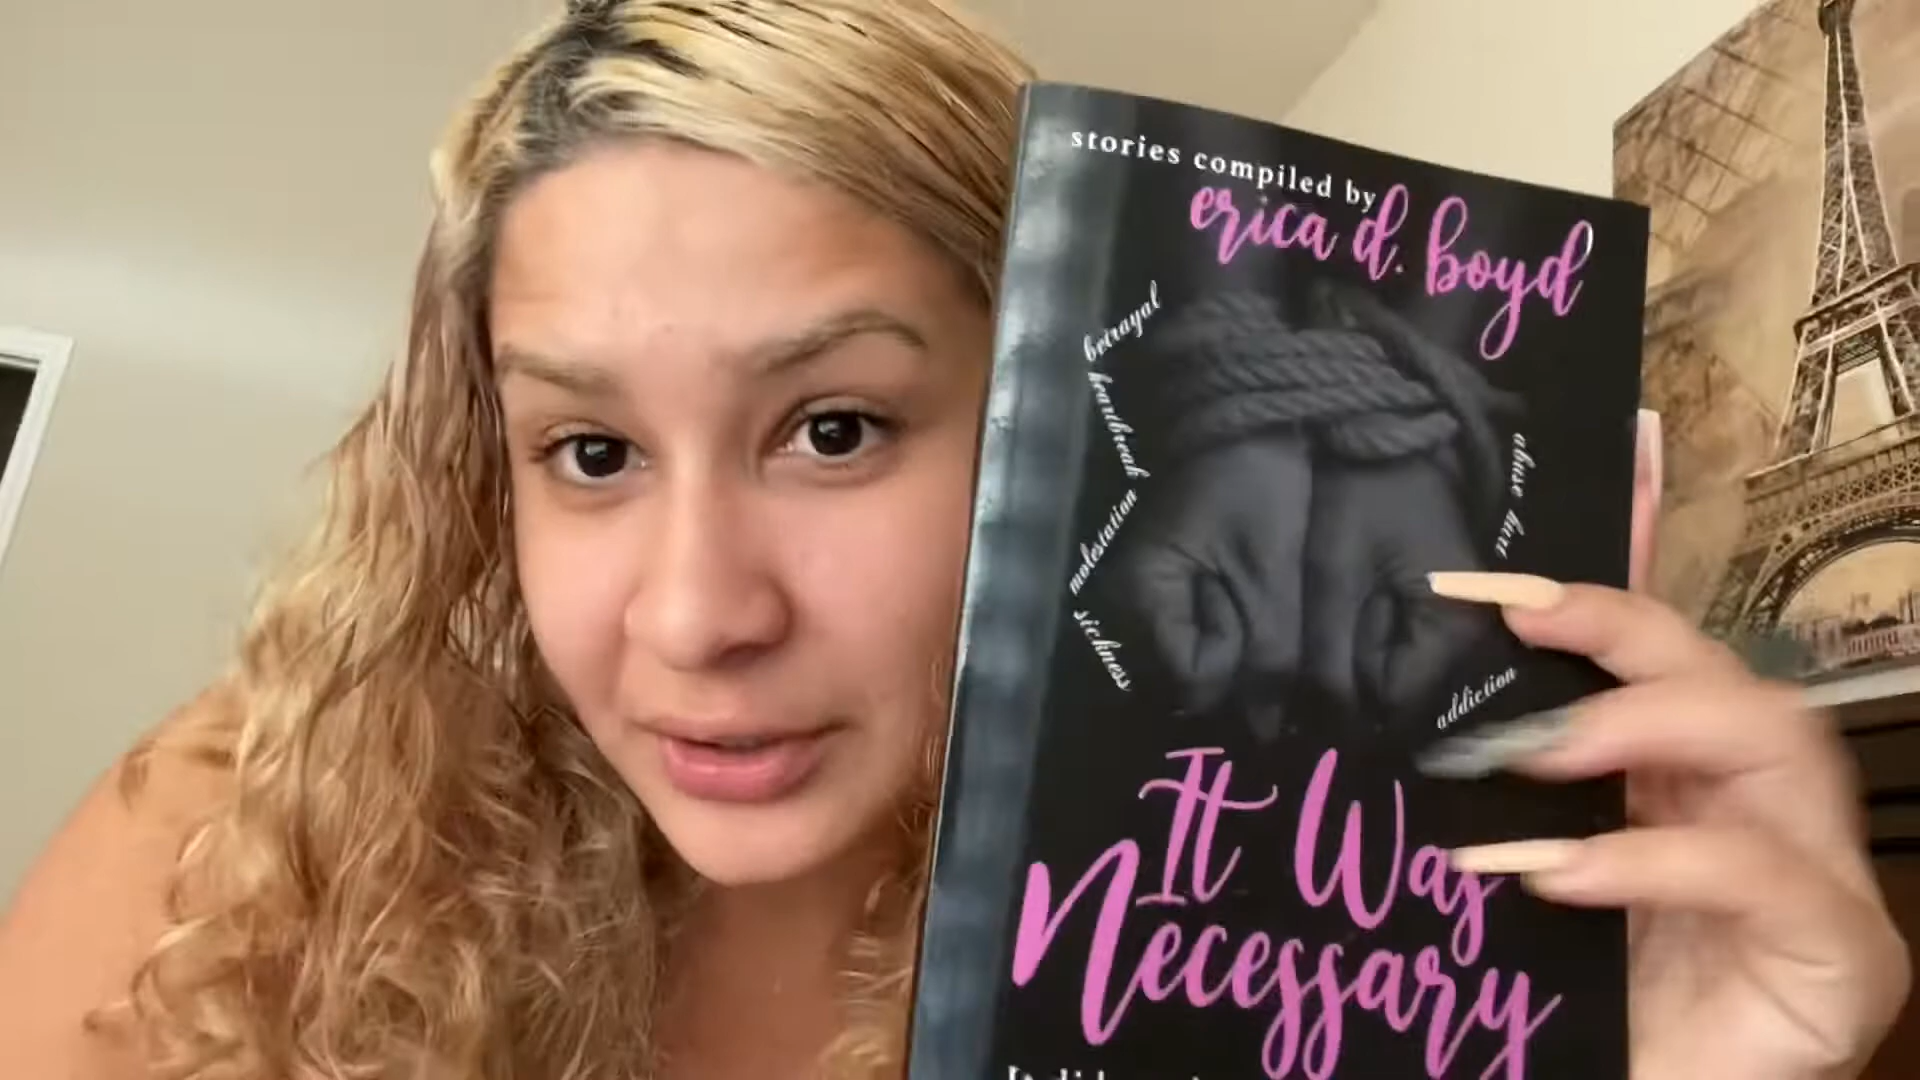 stories compiled by
erica d. boyd
betrayal
heartbreak
molestation
sickness
abuse hurt
addiction
It Was
Necessary